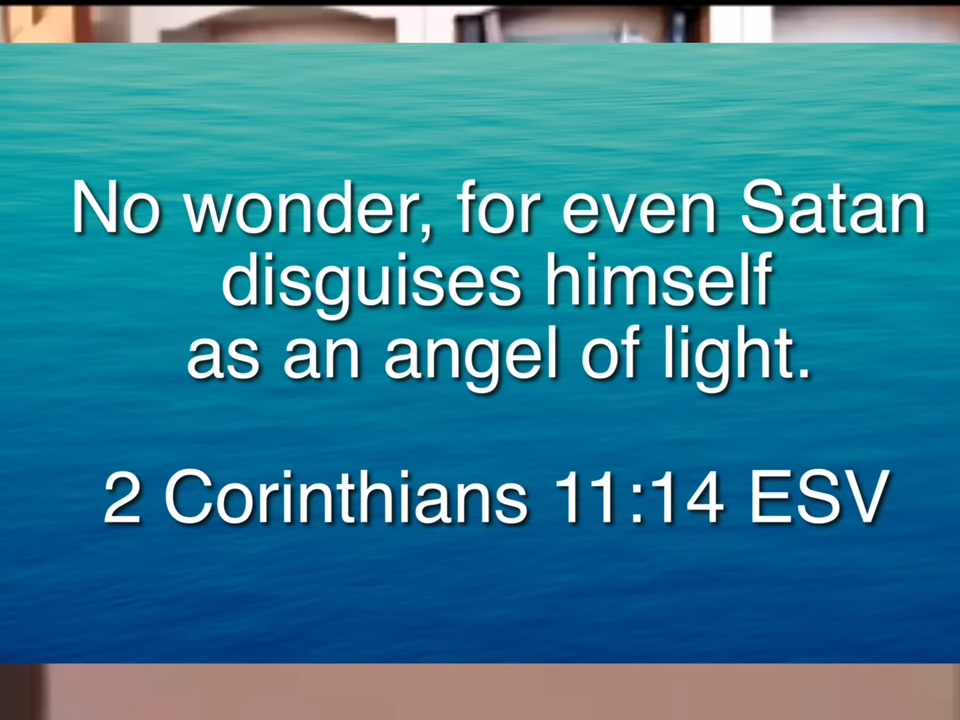 No wonder, for even Satan
disguises himself
as an angel of light.
2 Corinthians 11:14 ESV